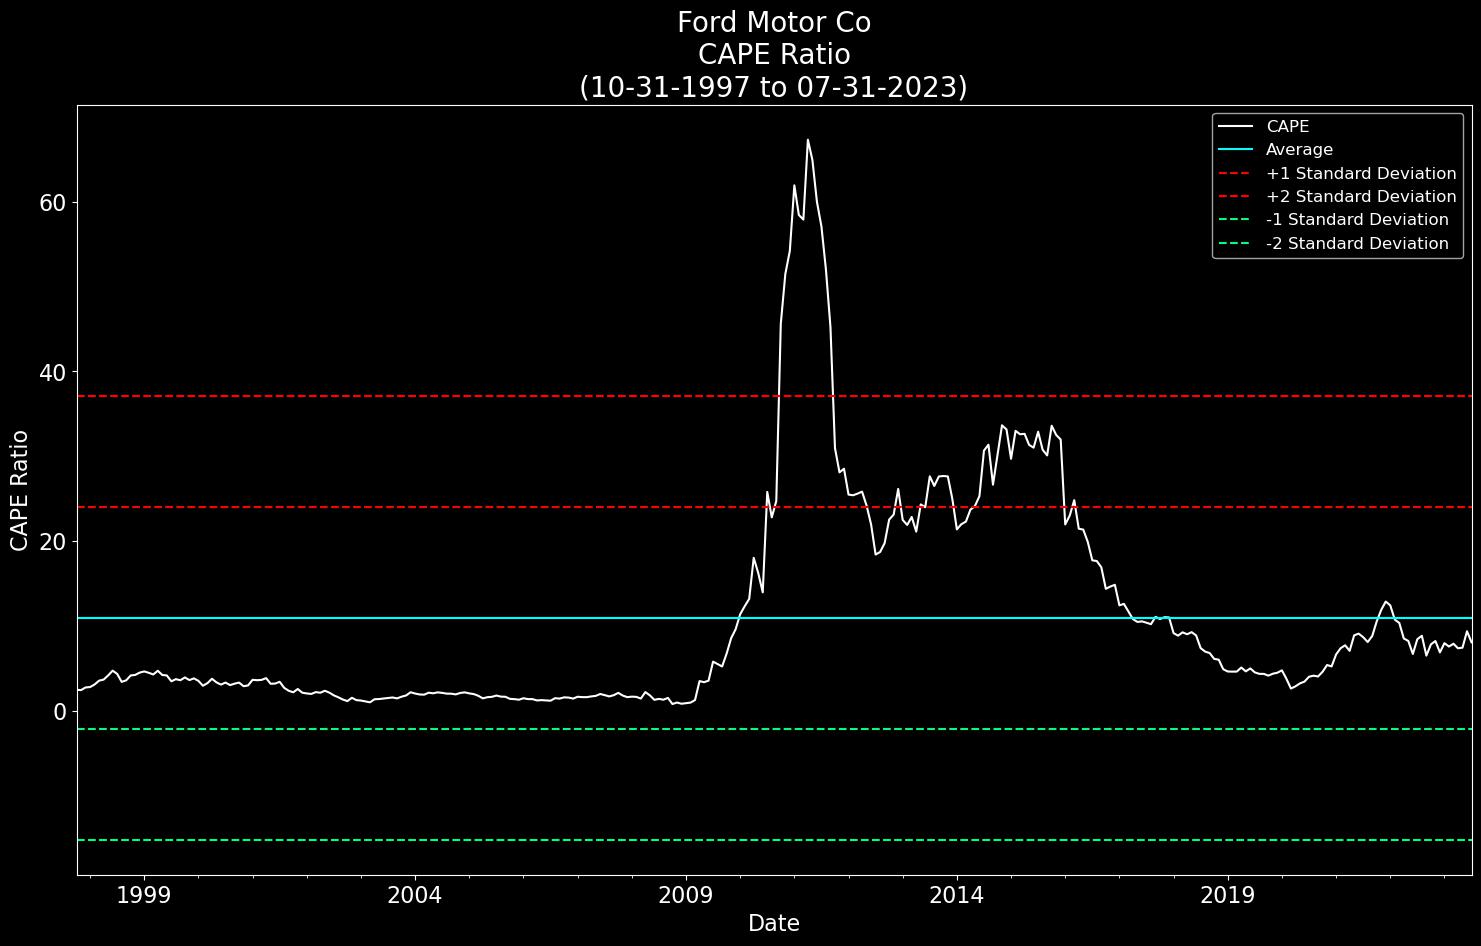 Ford Motor Co
CAPE Ratio
(10-31-1997 to 07-31-2023)
CAPE
Average
+1 Standard Deviation
+2 Standard Deviation
-1 Standard Deviation
-2 Standard Deviation
60
40
20
0
CAPE Ratio
1999
2004
2009
2014
2019
Date